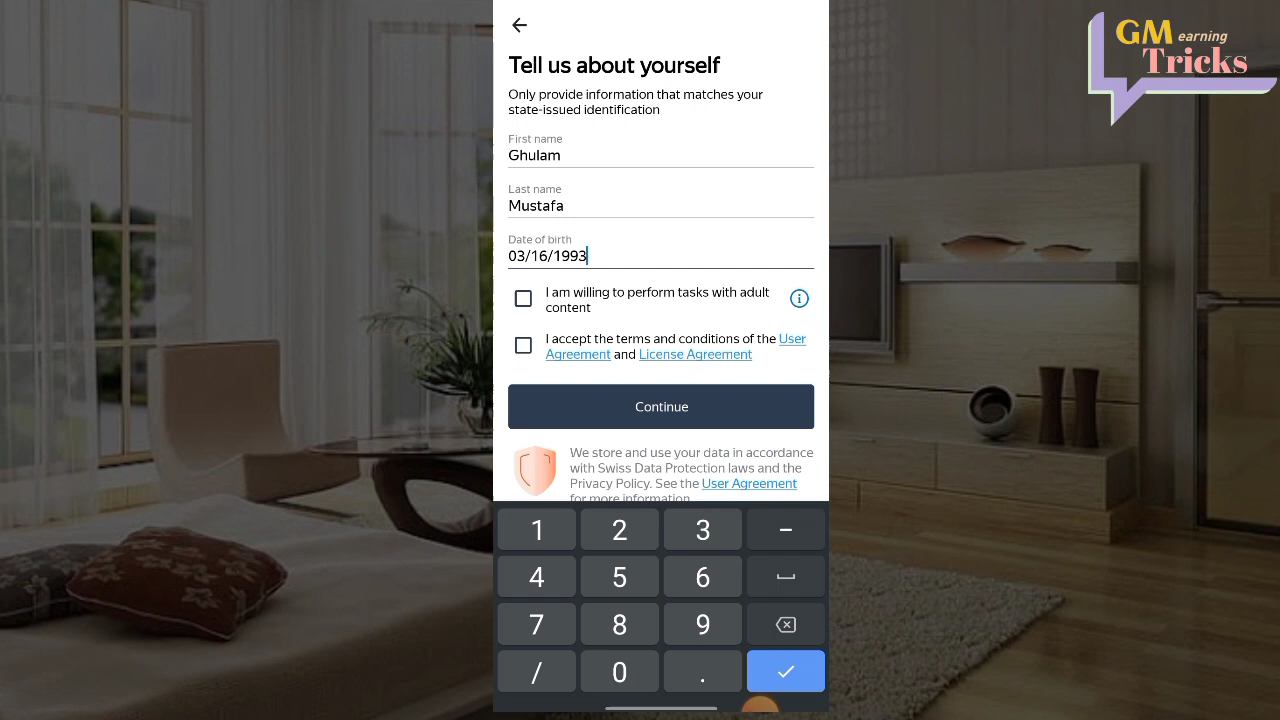 GM earning
Tricks
Tell us about yourself
Only provide information that matches your
state-issued identification
First name
Ghulam
Last name
Mustafa
Date of birth
03/16/1993
I am willing to perform tasks with adult
content
I accept the terms and conditions of the User
Agreement and License Agreement
Continue
We store and use your data in accordance
with Swiss Data Protection laws and the
Privacy Policy. See the User Agreement
for more information
1 2 3 -
4 5 6
7 8 9
/ 0 .